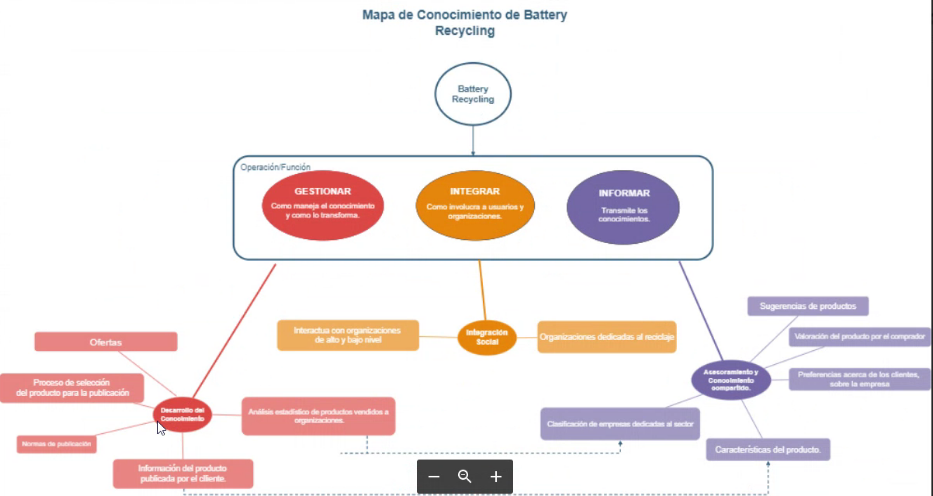 Mapa de Conocimiento de Battery
Recycling
Battery
Recycling
Operación/Función
GESTIONAR
Como maneja el conocimiento
y como lo transforma.
INTEGRAR
Como involucra a usuarios y
organizaciones.
INFORMAR
Transmite los
conocimientos.
Ofertas
Proceso de selección
del producto para la publicación
Normas de publicación
Desarrollo del
Conocimiento
Información del producto
publicada por el cliiente.
Análisis estadístico de productos vendidos a
organizaciones.
Interactua con organizaciones
de alto y bajo nivel
Integración
Social
Organizaciones dedicadas al reciclaje
Sugerencias de productos
Valoración del producto por el comprador
Preferencias acerca de los clientes,
sobre la empresa
Asesoramiento y
Conocimiento
compartido.
Clasificación de empresas dedicadas al sector
Características del producto.